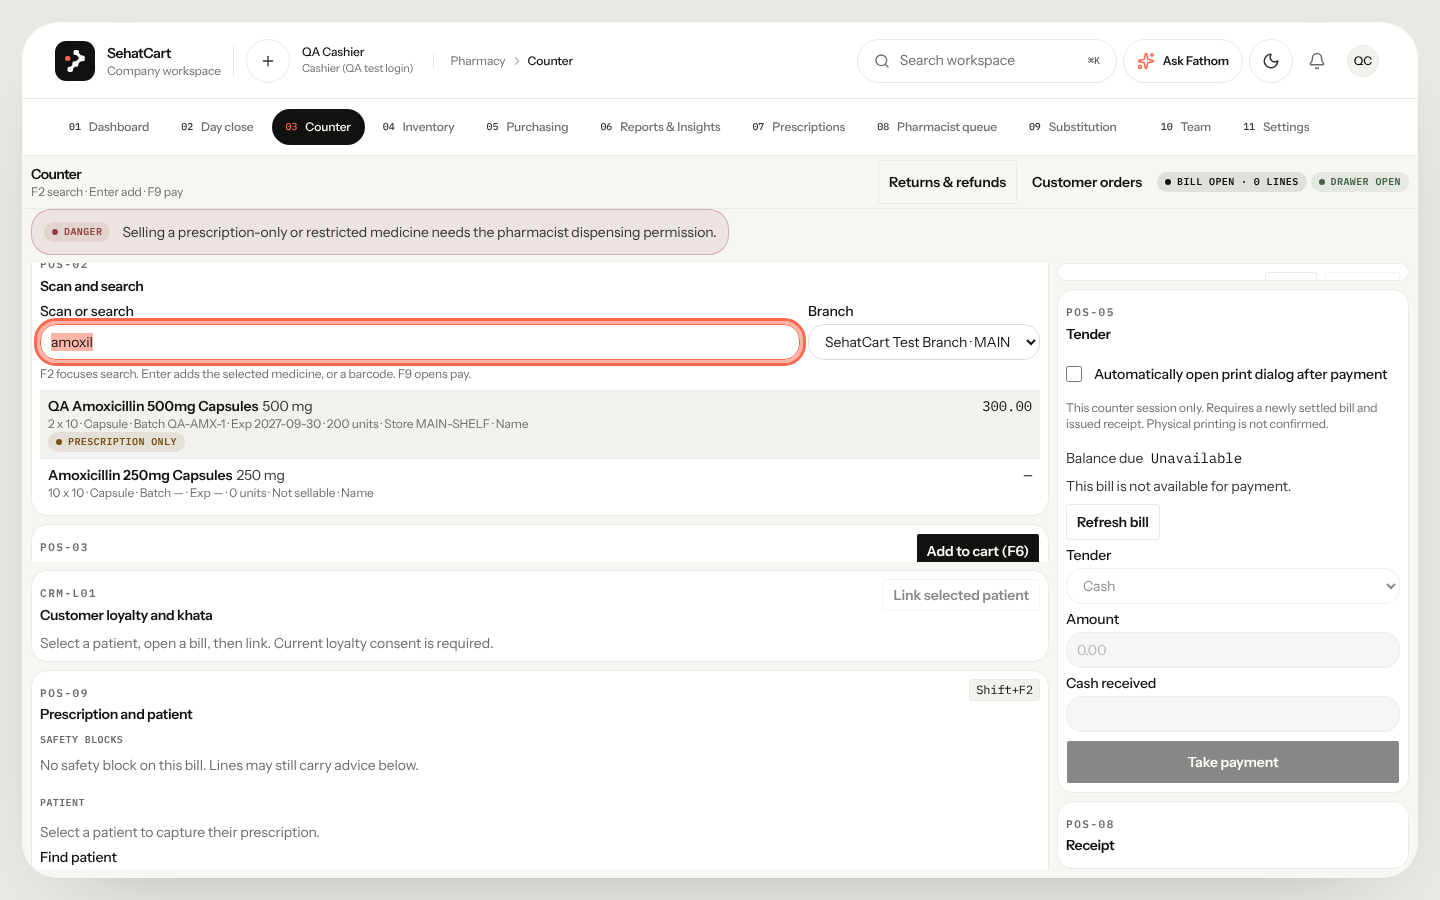 SehatCart
Company workspace
QA Cashier
Cashier (QA test login)
Pharmacy > Counter
Search workspace ⌘K
Ask Fathom
QC
01 Dashboard
02 Day close
03 Counter
04 Inventory
05 Purchasing
06 Reports & Insights
07 Prescriptions
08 Pharmacist queue
09 Substitution
10 Team
11 Settings
Counter
F2 search · Enter add · F9 pay
Returns & refunds
Customer orders
BILL OPEN · 0 LINES
DRAWER OPEN
DANGER Selling a prescription-only or restricted medicine needs the pharmacist dispensing permission.
POS-02
Scan and search
Scan or search
amoxil
Branch
SehatCart Test Branch · MAIN
F2 focuses search. Enter adds the selected medicine, or a barcode. F9 opens pay.
QA Amoxicillin 500mg Capsules 500 mg 300.00
2 x 10 · Capsule · Batch QA-AMX-1 · Exp 2027-09-30 · 200 units · Store MAIN-SHELF · Name
PRESCRIPTION ONLY
Amoxicillin 250mg Capsules 250 mg —
10 x 10 · Capsule · Batch — · Exp — · 0 units · Not sellable · Name
POS-03
Add to cart (F6)
CRM-L01
Customer loyalty and khata
Link selected patient
Select a patient, open a bill, then link. Current loyalty consent is required.
POS-09
Shift+F2
Prescription and patient
SAFETY BLOCKS
No safety block on this bill. Lines may still carry advice below.
PATIENT
Select a patient to capture their prescription.
Find patient
POS-05
Tender
Automatically open print dialog after payment
This counter session only. Requires a newly settled bill and
issued receipt. Physical printing is not confirmed.
Balance due Unavailable
This bill is not available for payment.
Refresh bill
Tender
Cash
Amount
0.00
Cash received
Take payment
POS-08
Receipt